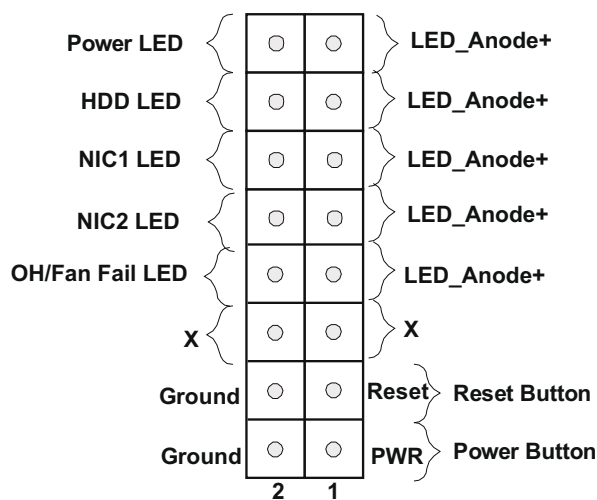 Power LED LED_Anode+
HDD LED LED_Anode+
NIC1 LED LED_Anode+
NIC2 LED LED_Anode+
OH/Fan Fail LED LED_Anode+
X X
Ground Reset Reset Button
Ground PWR Power Button
2 1